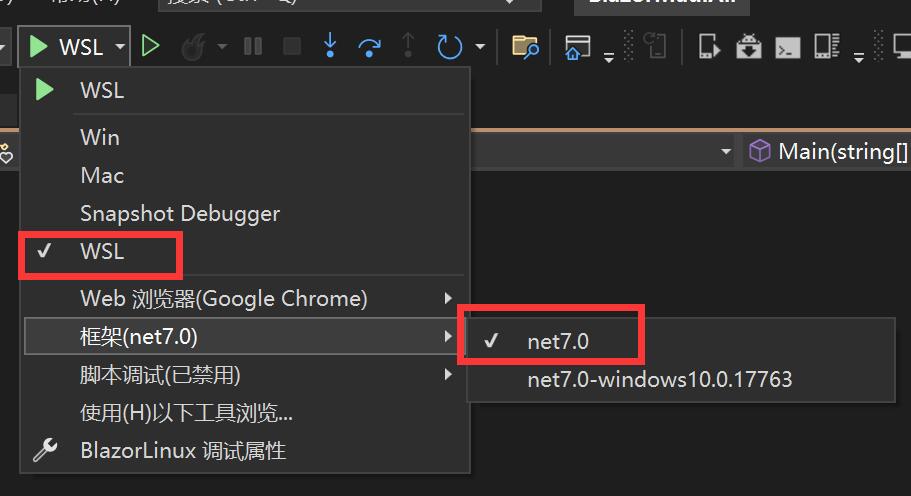 WSL
WSL
Win
Mac
Snapshot Debugger
WSL
Web 浏览器(Google Chrome)
框架(net7.0)
脚本调试(已禁用)
使用(H)以下工具浏览...
BlazorLinux 调试属性
Main(string[]
net7.0
net7.0-windows10.0.17763